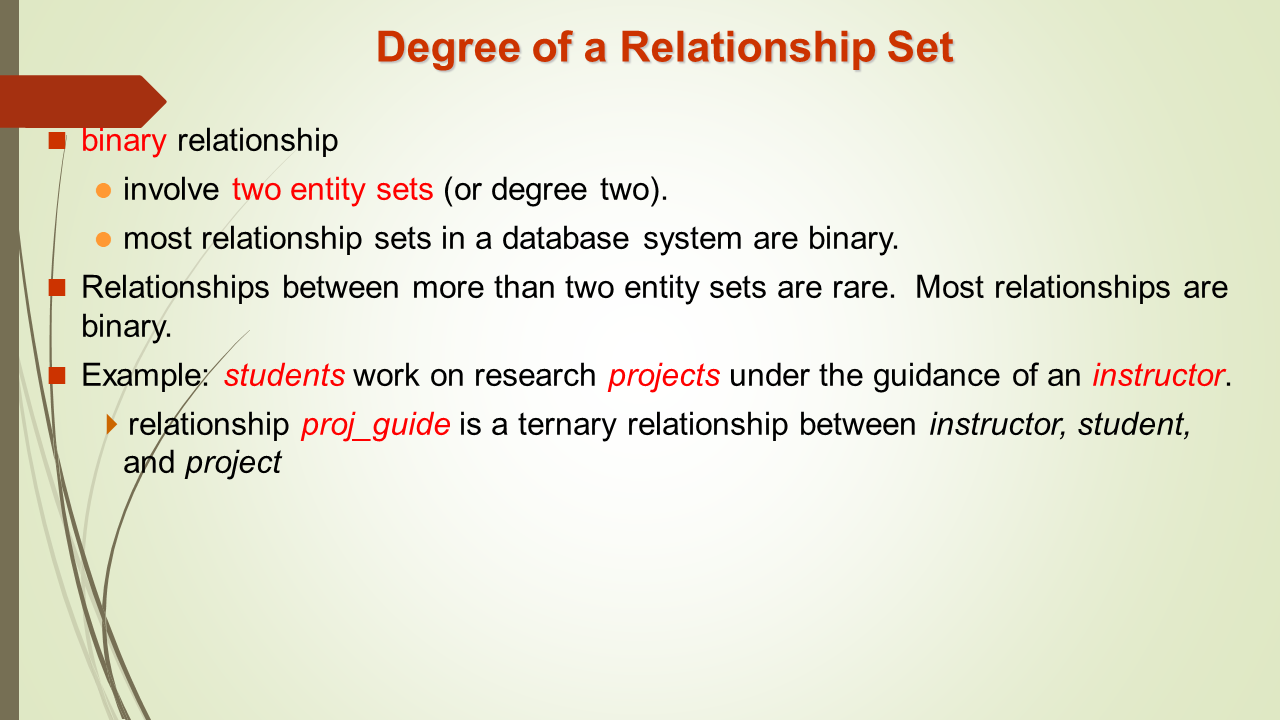 Degree of a Relationship Set
binary relationship
involve two entity sets (or degree two).
most relationship sets in a database system are binary.
Relationships between more than two entity sets are rare.  Most relationships are
binary.
Example: students work on research projects under the guidance of an instructor.
relationship proj_guide is a ternary relationship between instructor, student,
and project